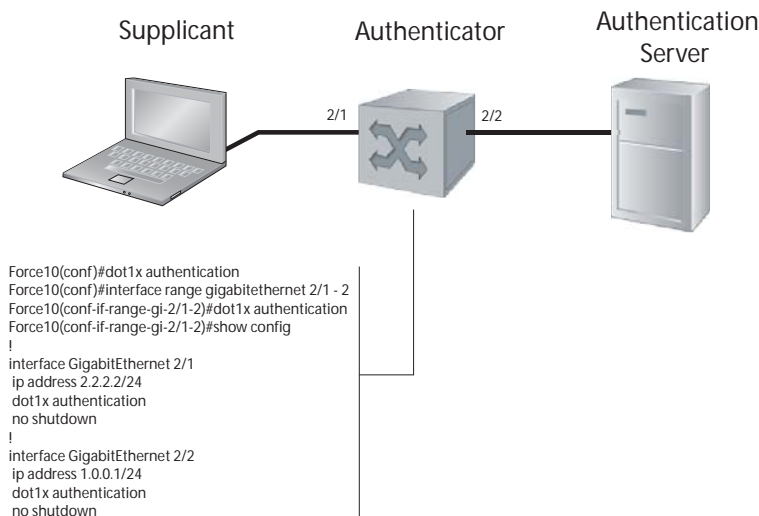 Supplicant
Authenticator
Authentication
Server
2/1
2/2
Force10(conf)#dot1x authentication
Force10(conf)#interface range gigabitethernet 2/1 - 2
Force10(conf-if-range-gi-2/1-2)#dot1x authentication
Force10(conf-if-range-gi-2/1-2)#show config
!
interface GigabitEthernet 2/1
ip address 2.2.2.2/24
dot1x authentication
no shutdown
!
interface GigabitEthernet 2/2
ip address 1.0.0.1/24
dot1x authentication
no shutdown